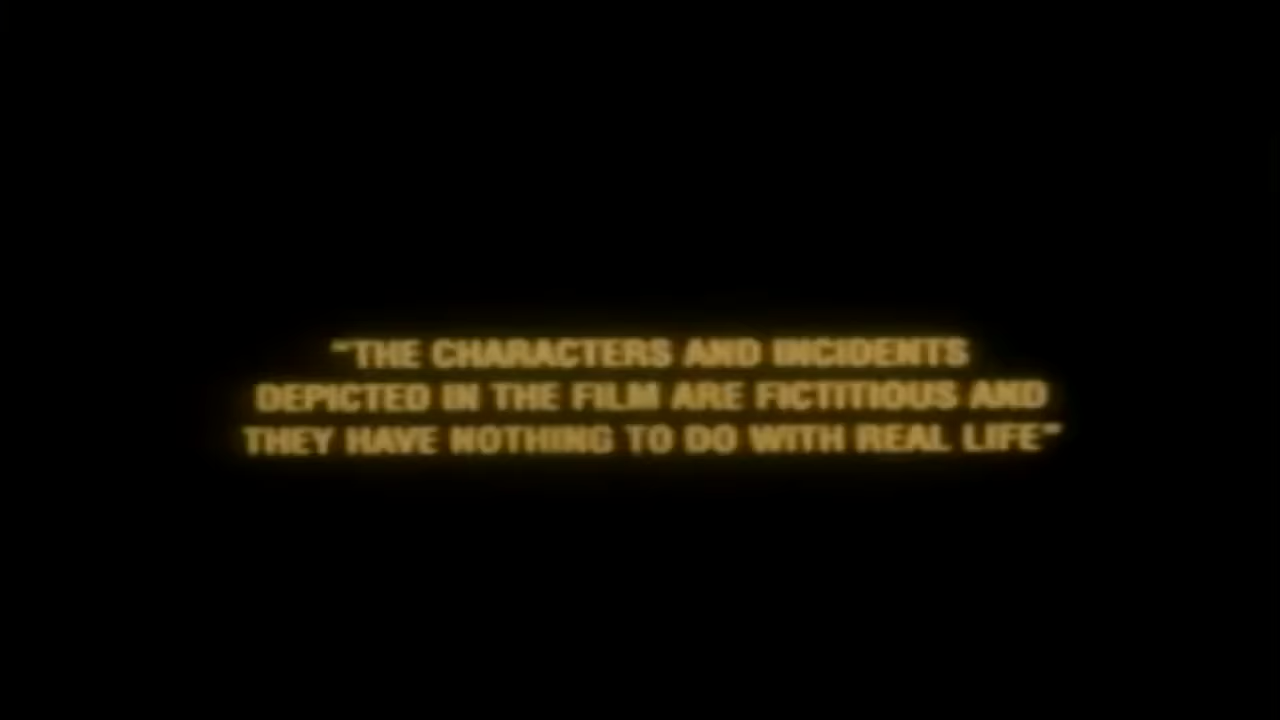 "THE CHARACTERS AND INCIDENTS
DEPICTED IN THE FILM ARE FICTITIOUS AND
THEY HAVE NOTHING TO DO WITH REAL LIFE"